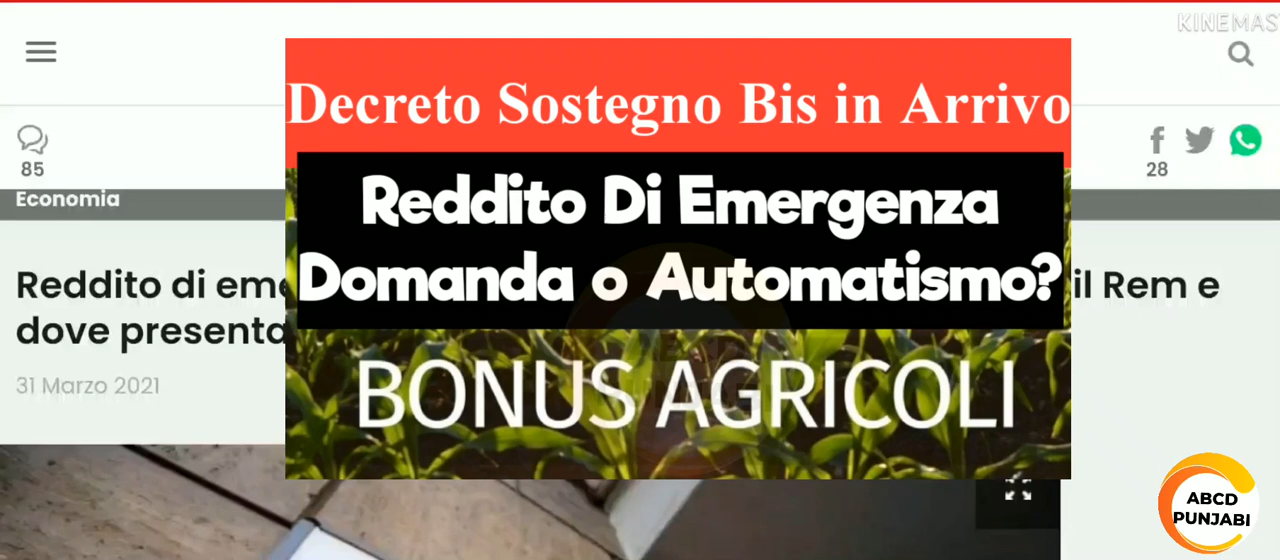 KINEMAS
Decreto Sostegno Bis in Arrivo
85
28
Economia
Reddito Di Emergenza
Domanda o Automatismo?
Reddito di eme
il Rem e
dove presenta
31 Marzo 2021
BONUS AGRICOLI
ABCD
PUNJABI